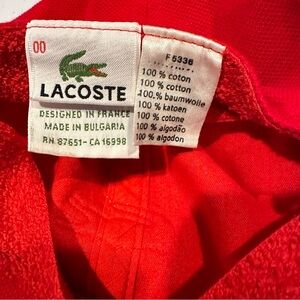 00
LACOSTE
DESIGNED IN FRANCE
MADE IN BULGARIA
RN 87651 - CA 16998
F 5336
100 % coton
100 % cotton
100.% baumwolle
100 % katoen
100 % cotone
100 % algodão
100 % algodon